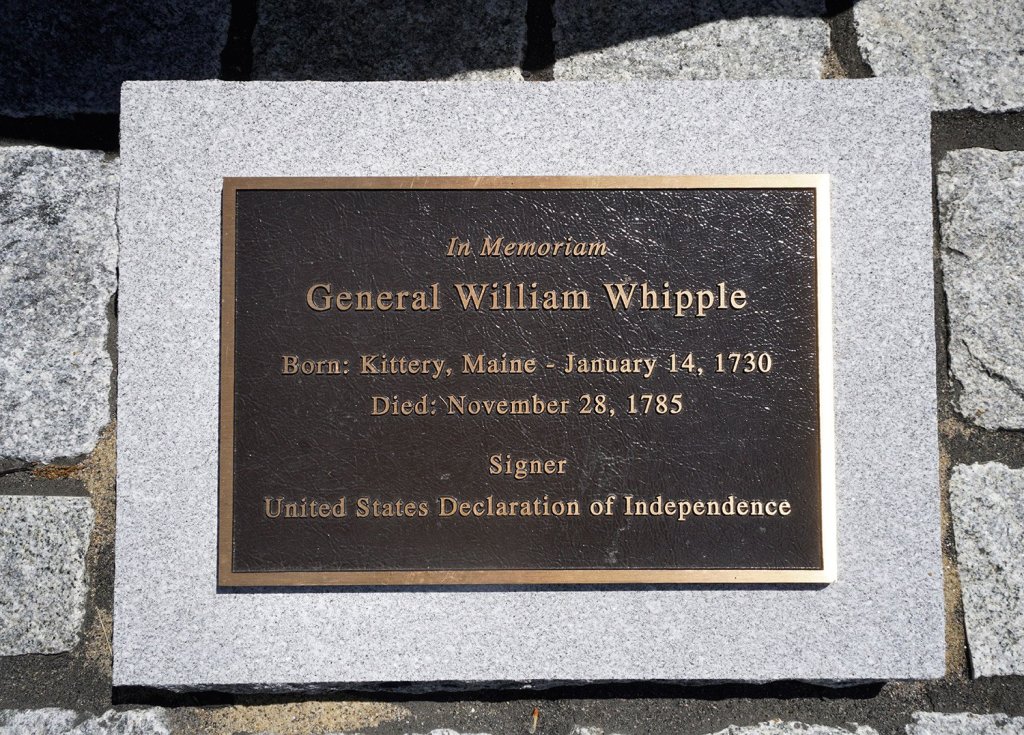 In Memoriam
General William Whipple
Born: Kittery, Maine - January 14, 1730
Died: November 28, 1785
Signer
United States Declaration of Independence